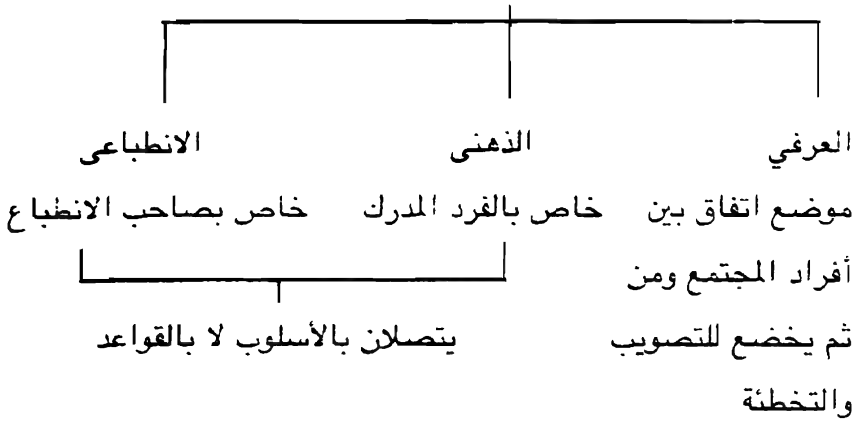 العرفي الذهنى الانطباعى
موضع اتفاق بين خاص بالفرد المدرك خاص بصاحب الانطباع
أفراد المجتمع ومن
ثم يخضع للتصويب يتصلان بالأسلوب لا بالقواعد
والتخطئة